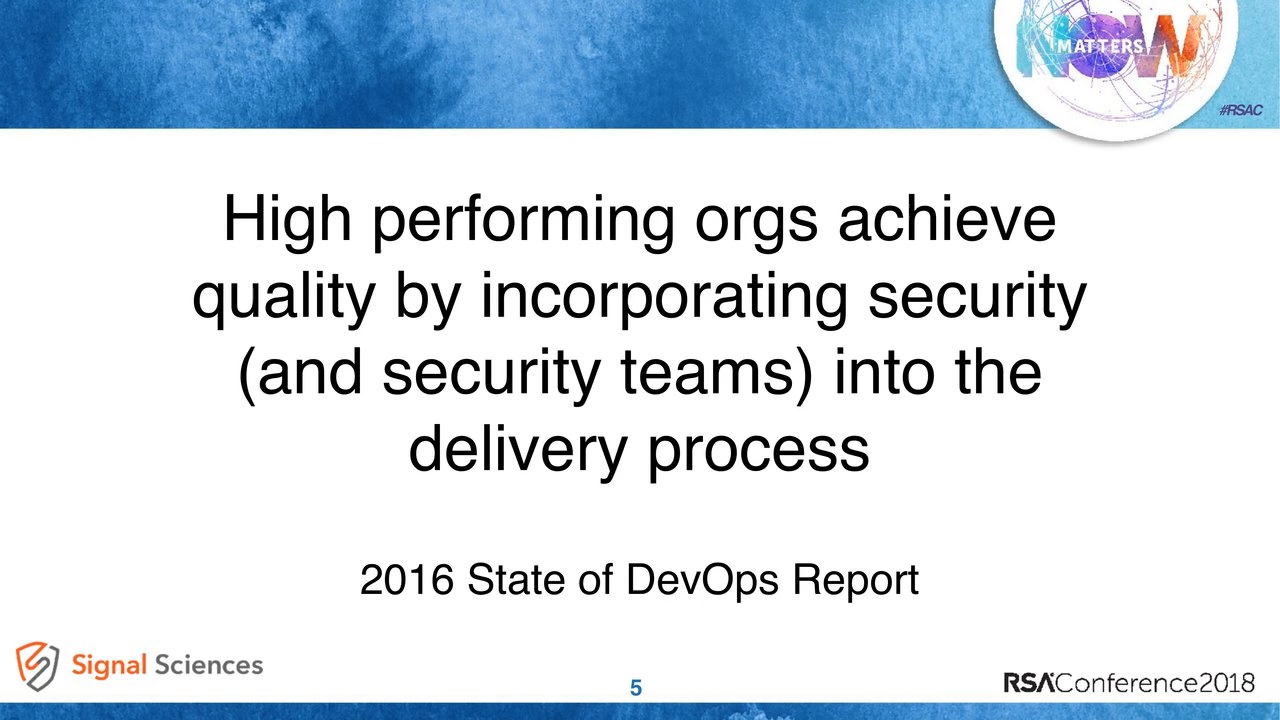 NOW
MATTERS
#RSAC
High performing orgs achieve
quality by incorporating security
(and security teams) into the
delivery process
2016 State of DevOps Report
Signal Sciences
5
RSAConference2018